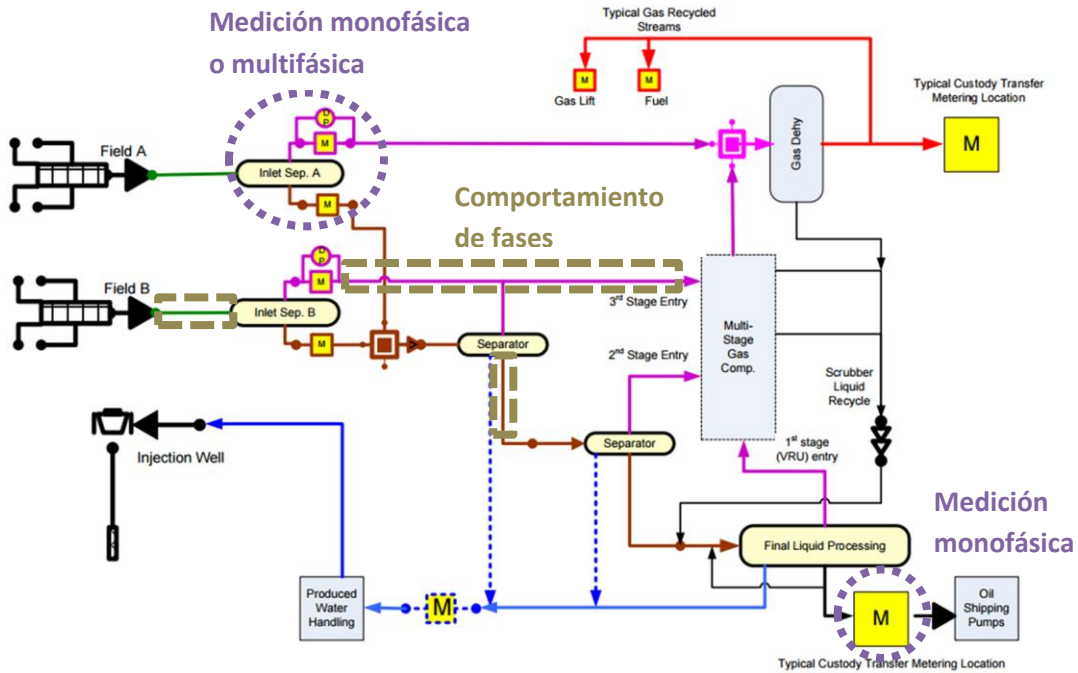 Medición monofásica
o multifásica
Typical Gas Recycled
Streams
M
M
Gas Lift
Fuel
Typical Custody Transfer
Metering Location
M
Gas Dehy
Field A
D
P
M
Inlet Sep. A
M
Comportamiento
de fases
Field B
D
P
M
Inlet Sep. B
M
3rd Stage Entry
Separator
2nd Stage Entry
Multi-
Stage
Gas
Comp.
Scrubber
Liquid
Recycle
Separator
1st stage
(VRU) entry
Injection Well
Medición
monofásica
Final Liquid Processing
Produced
Water
Handling
M
M
Oil
Shipping
Pumps
Typical Custody Transfer Metering Location